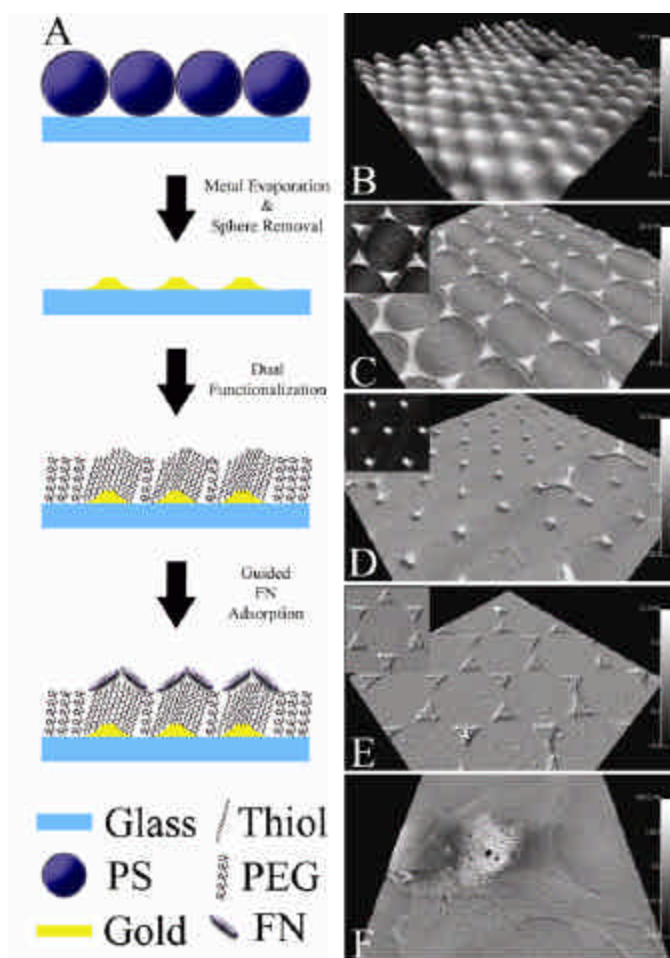 A
Metal Evaporation
&
Sphere Removal
Dual
Functionalization
Guided
FN
Adsorption
Glass
Thiol
PS
PEG
Gold
FN
B
C
D
E
F